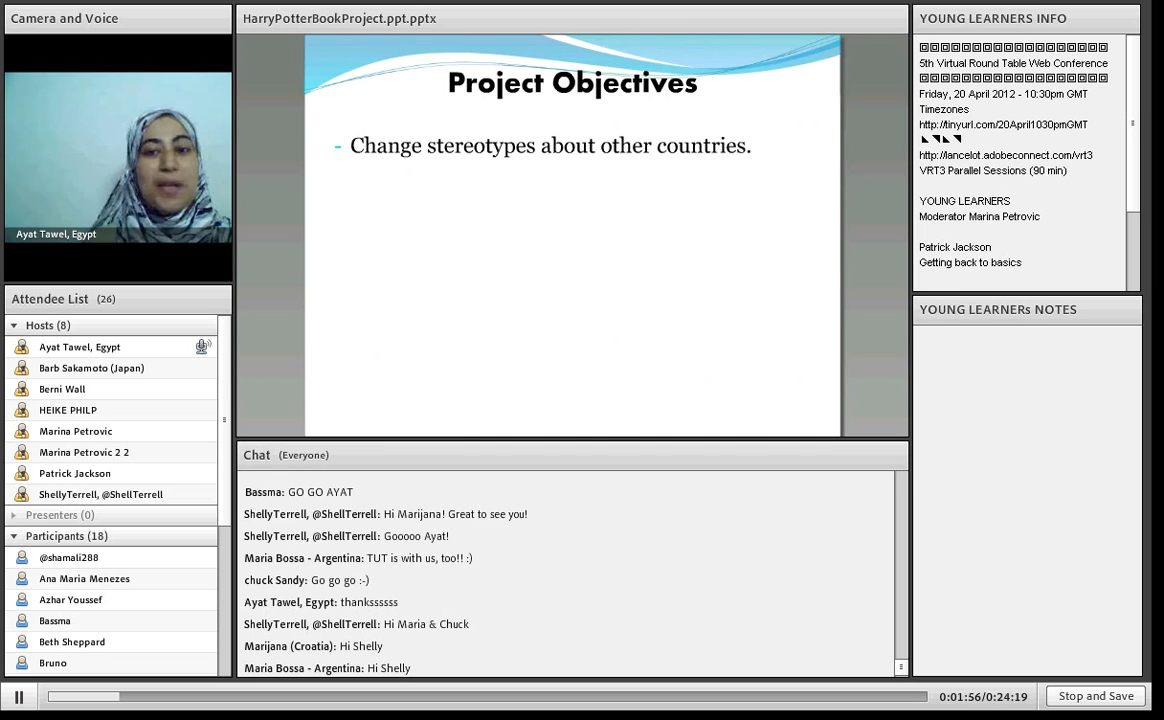 Camera and Voice
Ayat Tawel, Egypt
Attendee List (26)
Hosts (8)
Ayat Tawel, Egypt
Barb Sakamoto (Japan)
Berni Wall
HEIKE PHILP
Marina Petrovic
Marina Petrovic 2 2
Patrick Jackson
ShellyTerrell, @ShellTerrell
Presenters (0)
Participants (18)
@shamali288
Ana Maria Menezes
Azhar Youssef
Bassma
Beth Sheppard
Bruno
HarryPotterBookProject.ppt.pptx
Project Objectives
- Change stereotypes about other countries.
Chat (Everyone)
Bassma: GO GO AYAT
ShellyTerrell, @ShellTerrell: Hi Marijana! Great to see you!
ShellyTerrell, @ShellTerrell: Gooooo Ayat!
Maria Bossa - Argentina: TUT is with us, too!! :)
chuck Sandy: Go go go :-)
Ayat Tawel, Egypt: thankssssss
ShellyTerrell, @ShellTerrell: Hi Maria & Chuck
Marijana (Croatia): Hi Shelly
Maria Bossa - Argentina: Hi Shelly
YOUNG LEARNERS INFO
5th Virtual Round Table Web Conference
Friday, 20 April 2012 - 10:30pm GMT
Timezones
http://tinyurl.com/20April1030pmGMT
http://lancelot.adobeconnect.com/vrt3
VRT3 Parallel Sessions (90 min)
YOUNG LEARNERS
Moderator Marina Petrovic
Patrick Jackson
Getting back to basics
YOUNG LEARNERs NOTES
0:01:56/0:24:19
Stop and Save